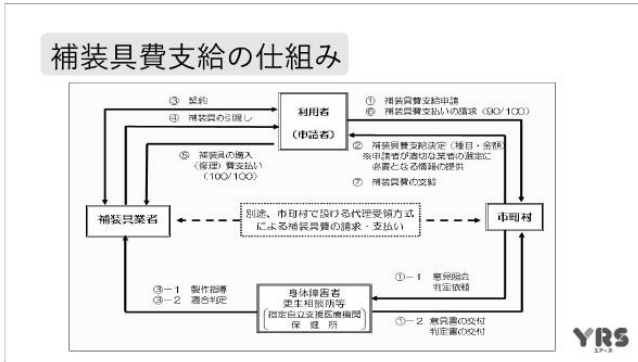 補装具費支給の仕組み
③ 契約
④ 補装具の引渡し
利用者
(申請者)
① 補装具費支給申請
⑥ 補装具費支払いの請求 (90/100)
② 補装具費支給決定 (種目・金額)
※申請者が適切な業者の選定に
必要となる情報の提供
⑤ 補装具の購入
(修理) 費支払い
(100/100)
⑦ 補装具費の支給
補装具業者
別途、市町村で設ける代理受領方式
による補装具費の請求・支払い
市町村
③-1 製作指導
③-2 適合判定
身体障害者
更生相談所等
(指定自立支援医療機関)
保 健 所
①-1 意見照会
判定依頼
①-2 意見書の交付
判定書の交付
YRS
ユアーズ